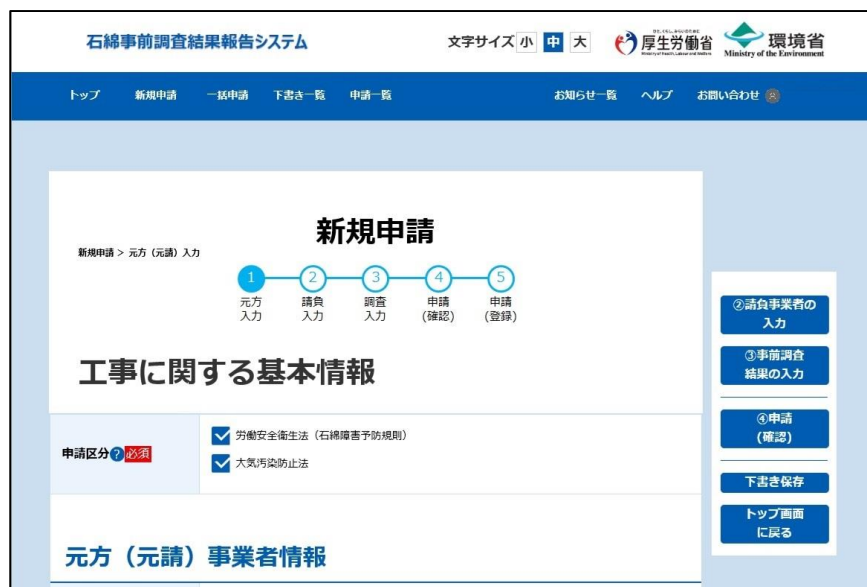 石綿事前調査結果報告システム
文字サイズ 小 中 大
厚生労働省
環境省
Ministry of the Environment
トップ 新規申請 一括申請 下書き一覧 申請一覧 お知らせ一覧 ヘルプ お問い合わせ
新規申請
新規申請 > 元方（元請）入力
1 2 3 4 5
元方 請負 調査 申請 申請
入力 入力 入力 (確認) (登録)
工事に関する基本情報
申請区分 ? 必須
労働安全衛生法（石綿障害予防規則）
大気汚染防止法
元方（元請）事業者情報
②請負事業者の
入力
③事前調査
結果の入力
④申請
(確認)
下書き保存
トップ画面
に戻る